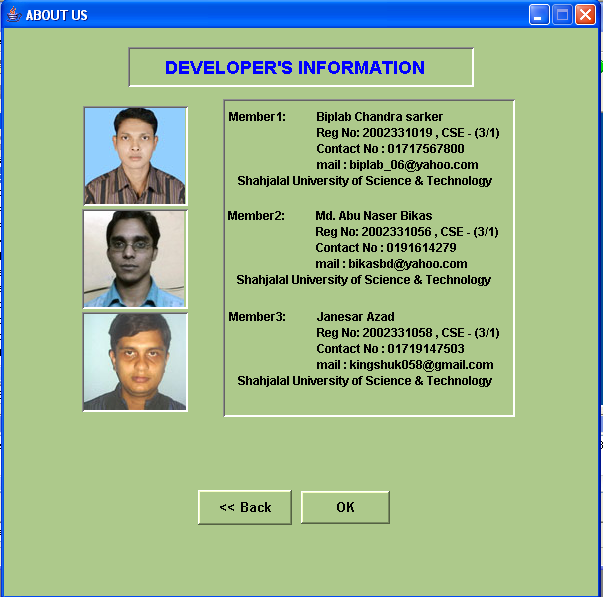 ABOUT US
DEVELOPER'S INFORMATION
Member1: Biplab Chandra sarker
Reg No: 2002331019 , CSE - (3/1)
Contact No : 01717567800
mail : biplab_06@yahoo.com
Shahjalal University of Science & Technology
Member2: Md. Abu Naser Bikas
Reg No: 2002331056 , CSE - (3/1)
Contact No : 0191614279
mail : bikasbd@yahoo.com
Shahjalal University of Science & Technology
Member3: Janesar Azad
Reg No: 2002331058 , CSE - (3/1)
Contact No : 01719147503
mail : kingshuk058@gmail.com
Shahjalal University of Science & Technology
<< Back OK